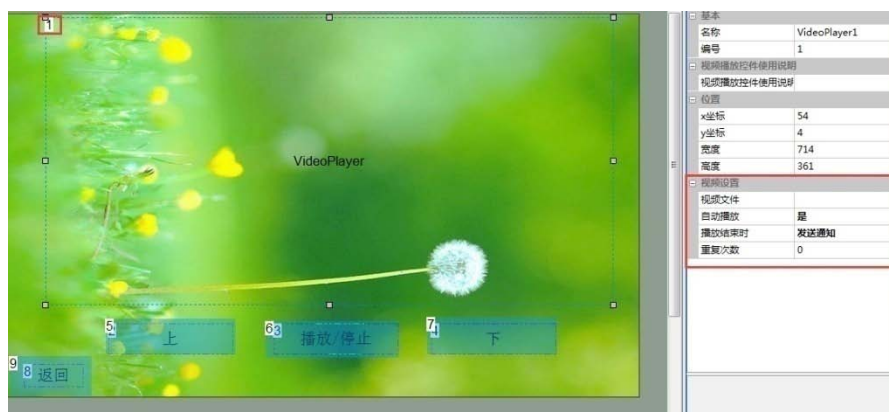 1
VideoPlayer
5
上
6 3
播放/停止
7
下
9
8
返回
基本
名称 VideoPlayer1
编号 1
视频播放控件使用说明
视频播放控件使用说明
位置
x坐标 54
y坐标 4
宽度 714
高度 361
视频设置
视频文件
自动播放 是
播放结束时 发送通知
重复次数 0